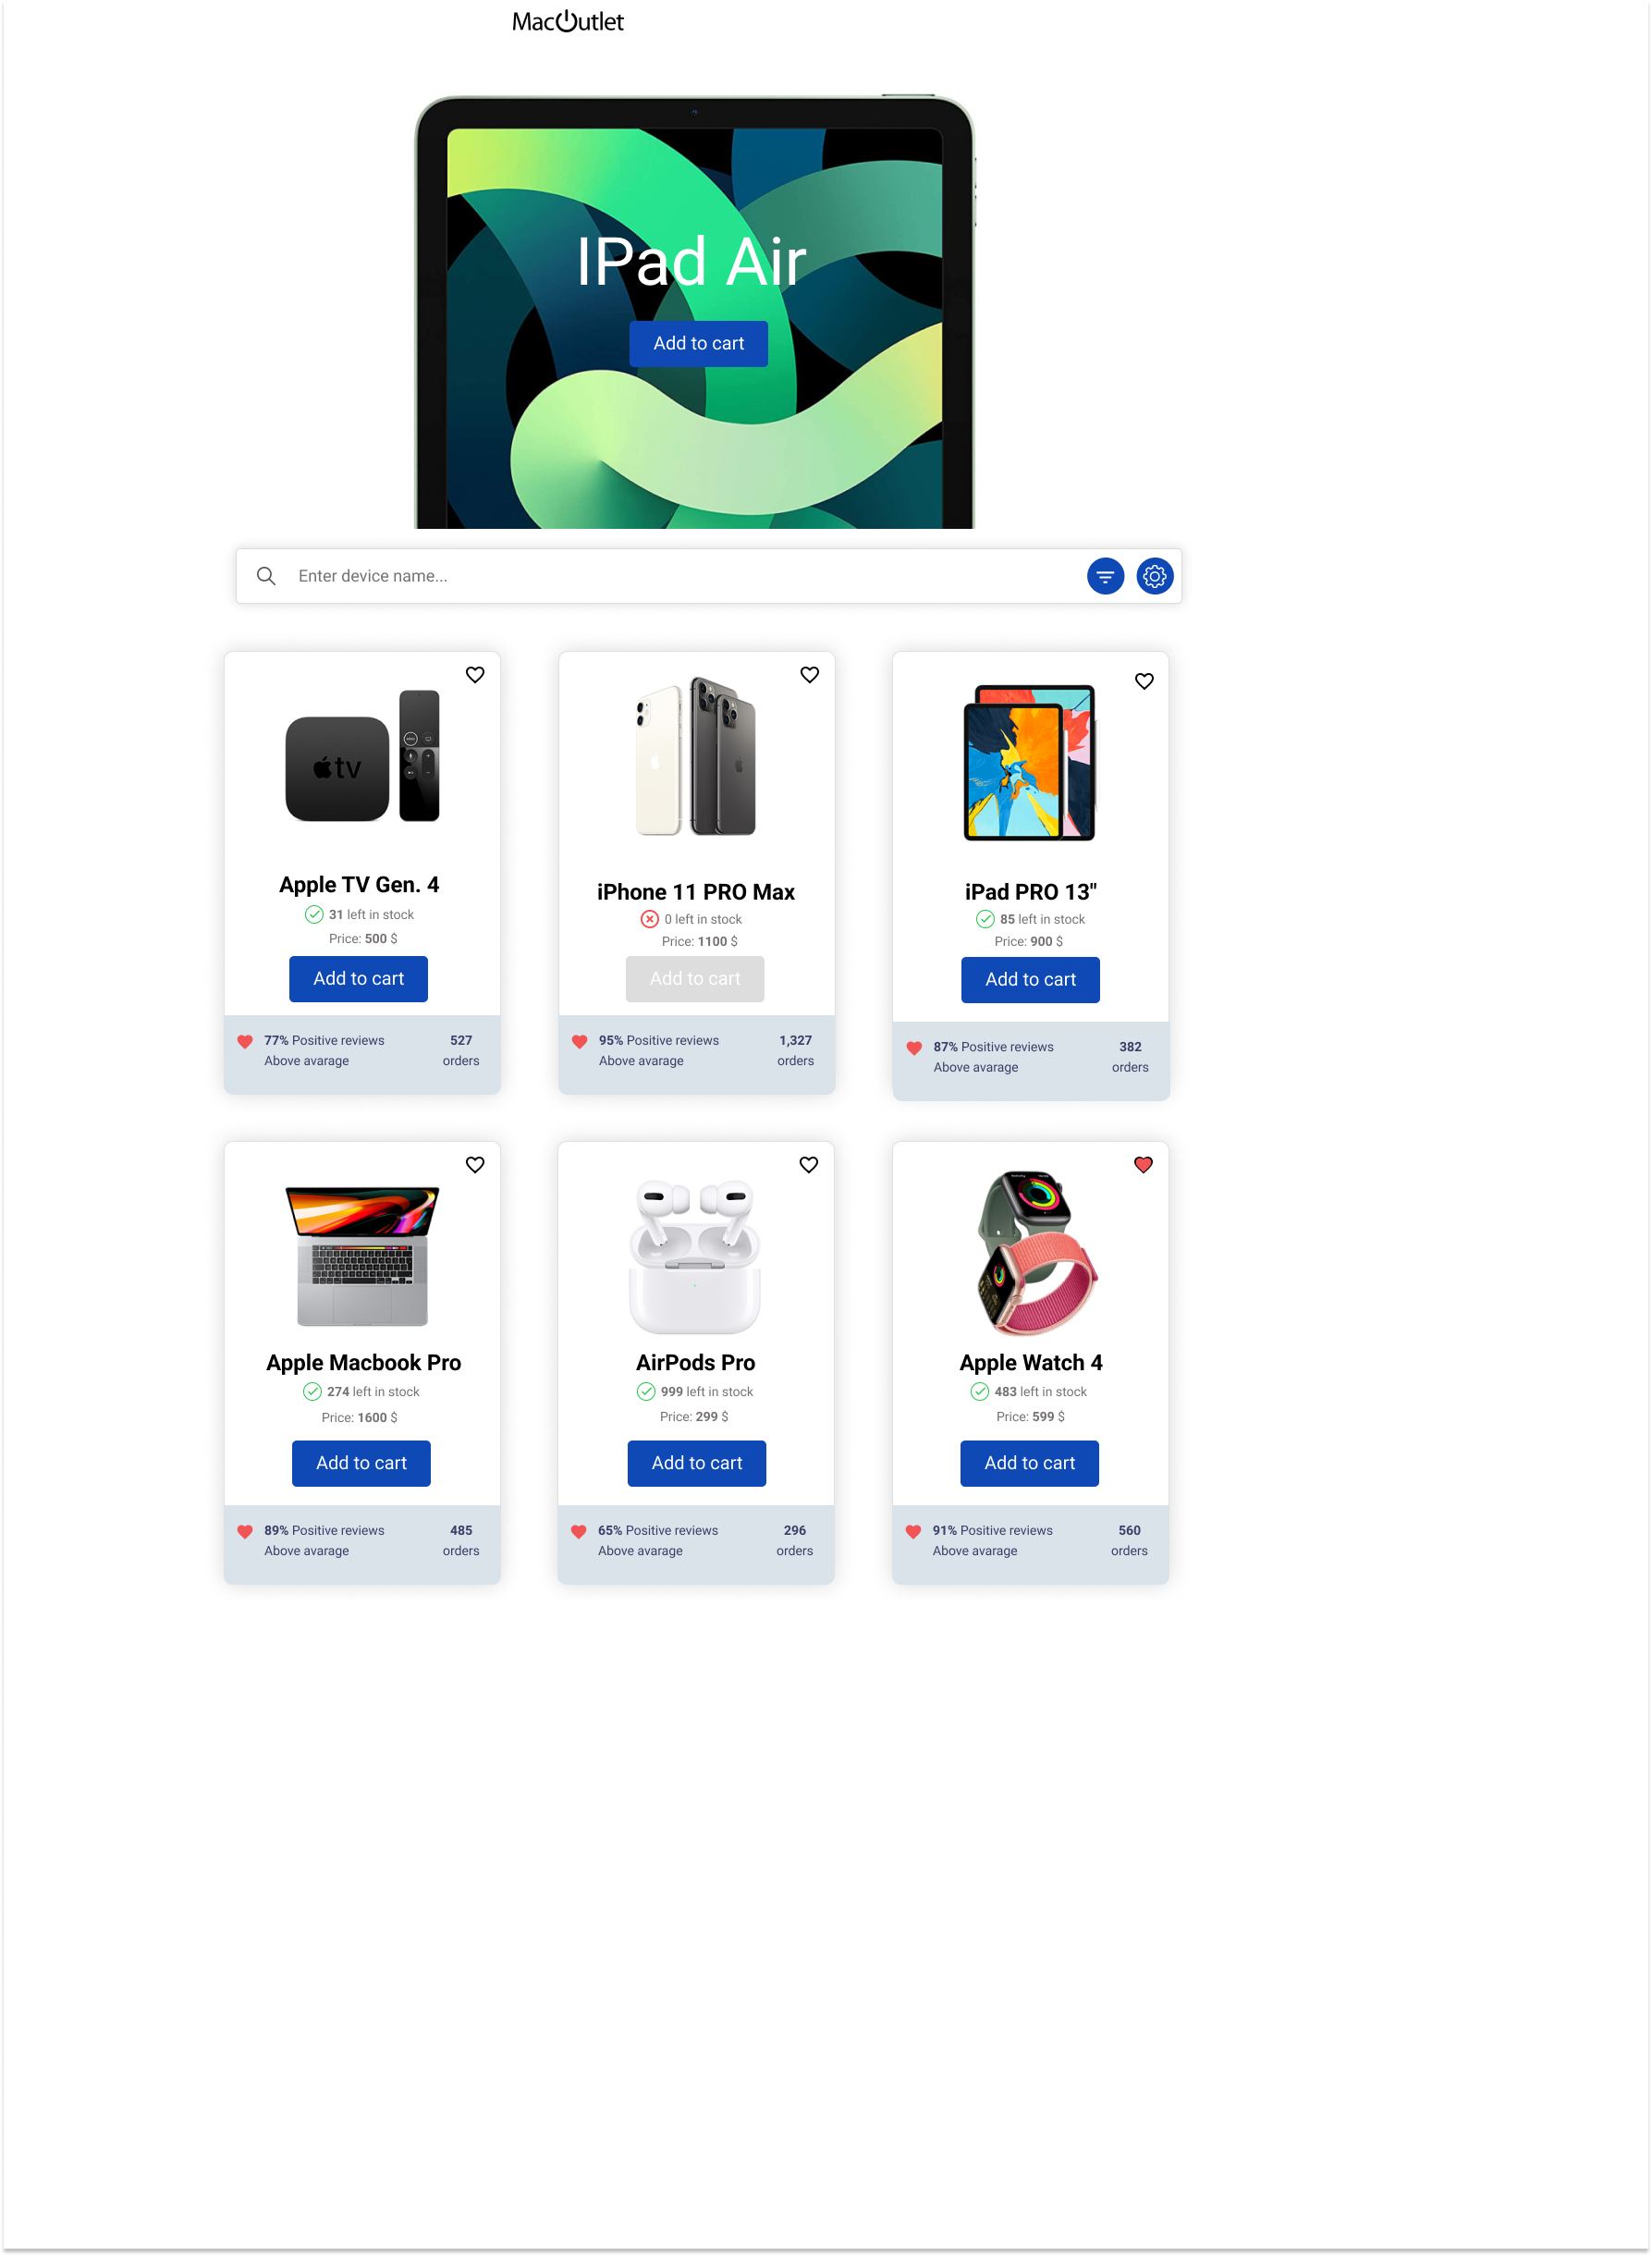 MacOutlet
IPad Air
Add to cart
Enter device name...
tv
Apple TV Gen. 4
31 left in stock
Price: 500 $
Add to cart
77% Positive reviews
Above avarage
527
orders
iPhone 11 PRO Max
0 left in stock
Price: 1100 $
Add to cart
95% Positive reviews
Above avarage
1,327
orders
iPad PRO 13"
85 left in stock
Price: 900 $
Add to cart
87% Positive reviews
Above avarage
382
orders
Apple Macbook Pro
274 left in stock
Price: 1600 $
Add to cart
89% Positive reviews
Above avarage
485
orders
AirPods Pro
999 left in stock
Price: 299 $
Add to cart
65% Positive reviews
Above avarage
296
orders
Apple Watch 4
483 left in stock
Price: 599 $
Add to cart
91% Positive reviews
Above avarage
560
orders